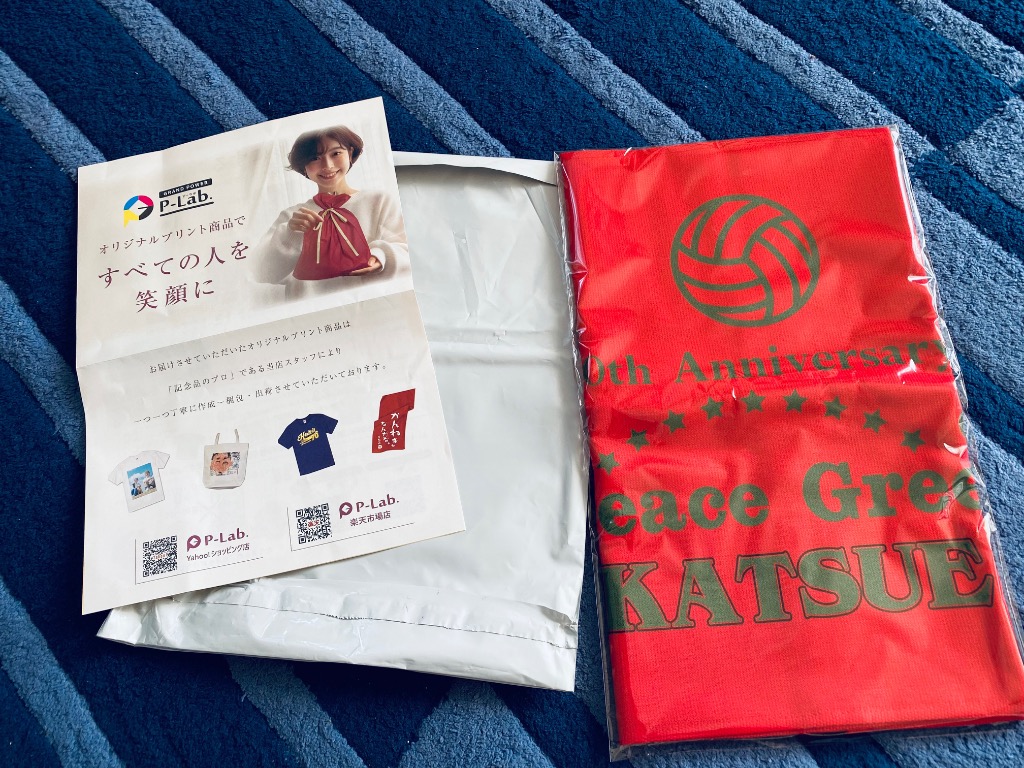 GRAND POWER
P-Lab.
オリジナルプリント商品で
すべての人を
笑顔に
お届けさせていただいたオリジナルプリント商品は
「記念品のプロ」である当店スタッフにより
一つ一つ丁寧に作成〜梱包・出荷させていただいております。
P-Lab.
Yahoo!ショッピング店
P-Lab.
楽天市場店
0th Anniversary
eace Gree
KATSUE